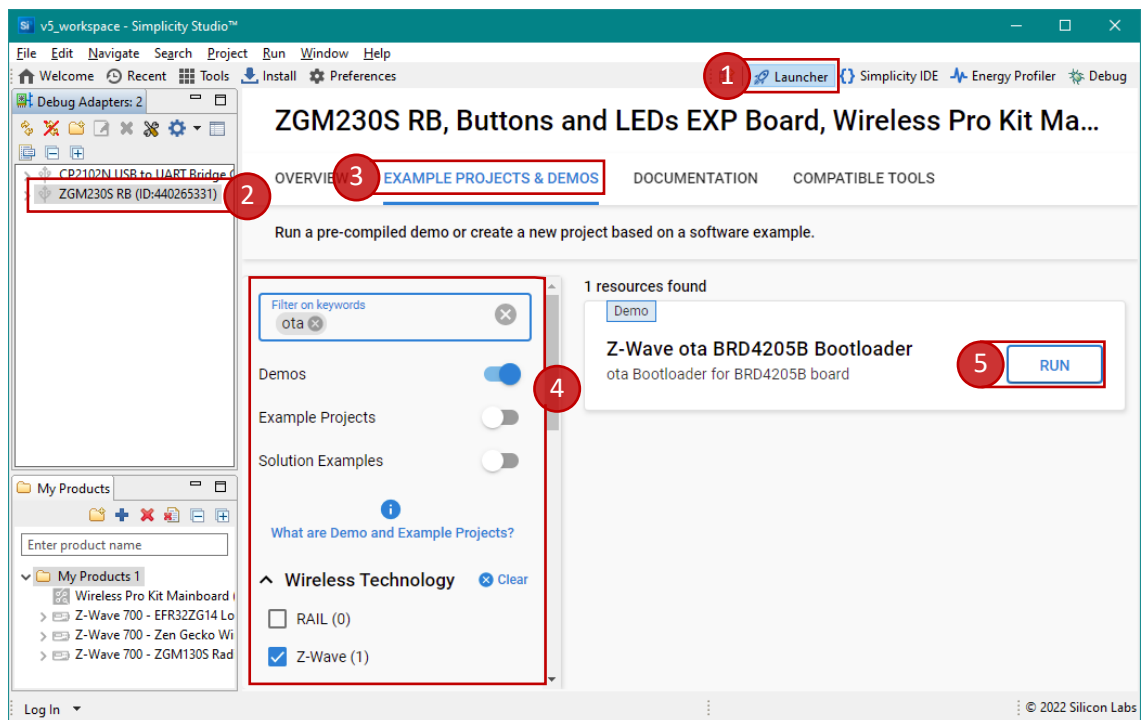 Si v5_workspace - Simplicity Studio™
File Edit Navigate Search Project Run Window Help
Welcome Recent Tools Install Preferences
1
Launcher {} Simplicity IDE Energy Profiler Debug
Debug Adapters: 2
CP2102N USB to UART Bridge
ZGM230S RB (ID:440265331)
2
ZGM230S RB, Buttons and LEDs EXP Board, Wireless Pro Kit Ma...
OVERVIEW 3 EXAMPLE PROJECTS & DEMOS DOCUMENTATION COMPATIBLE TOOLS
Run a pre-compiled demo or create a new project based on a software example.
Filter on keywords
ota
Demos
4
Example Projects
Solution Examples
What are Demo and Example Projects?
Wireless Technology Clear
RAIL (0)
Z-Wave (1)
1 resources found
Demo
Z-Wave ota BRD4205B Bootloader
ota Bootloader for BRD4205B board
5
RUN
My Products
Enter product name
My Products 1
Wireless Pro Kit Mainboard
Z-Wave 700 - EFR32ZG14 Lo
Z-Wave 700 - Zen Gecko Wi
Z-Wave 700 - ZGM130S Rad
Log In
© 2022 Silicon Labs